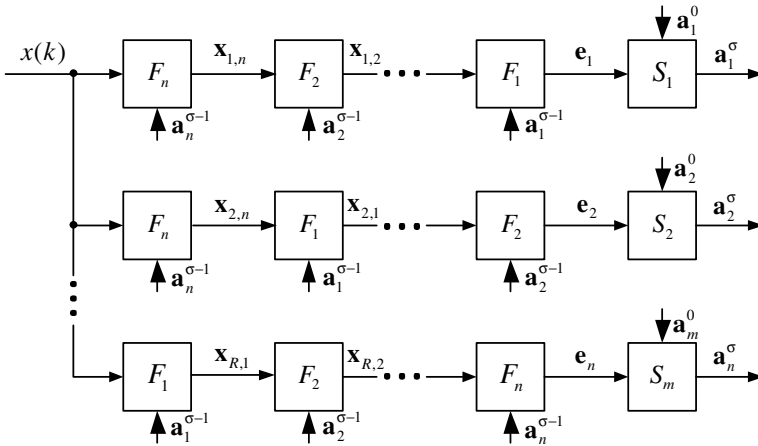 x(k) F_n x_{1,n} F_2 x_{1,2} ••• F_1 e_1 S_1 a_1^0 a_1^σ
a_n^{σ−1} a_2^{σ−1} a_1^{σ−1}
F_n x_{2,n} F_1 x_{2,1} ••• F_2 e_2 S_2 a_2^0 a_2^σ
a_n^{σ−1} a_1^{σ−1} a_2^{σ−1}
F_1 x_{R,1} F_2 x_{R,2} ••• F_n e_n S_m a_m^0 a_n^σ
a_1^{σ−1} a_2^{σ−1} a_n^{σ−1}